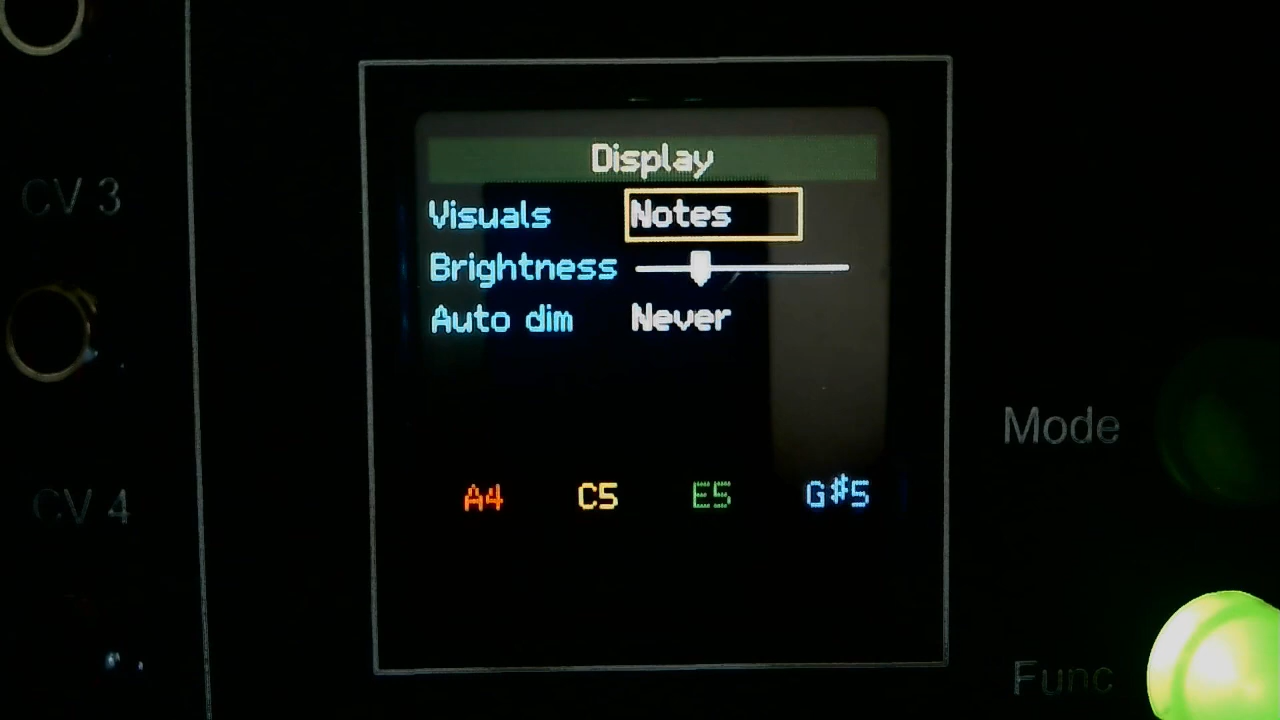 Display
Visuals Notes
Brightness
Auto dim Never
A4 C5 E5 G#5
CV 3
CV 4
Mode
Func